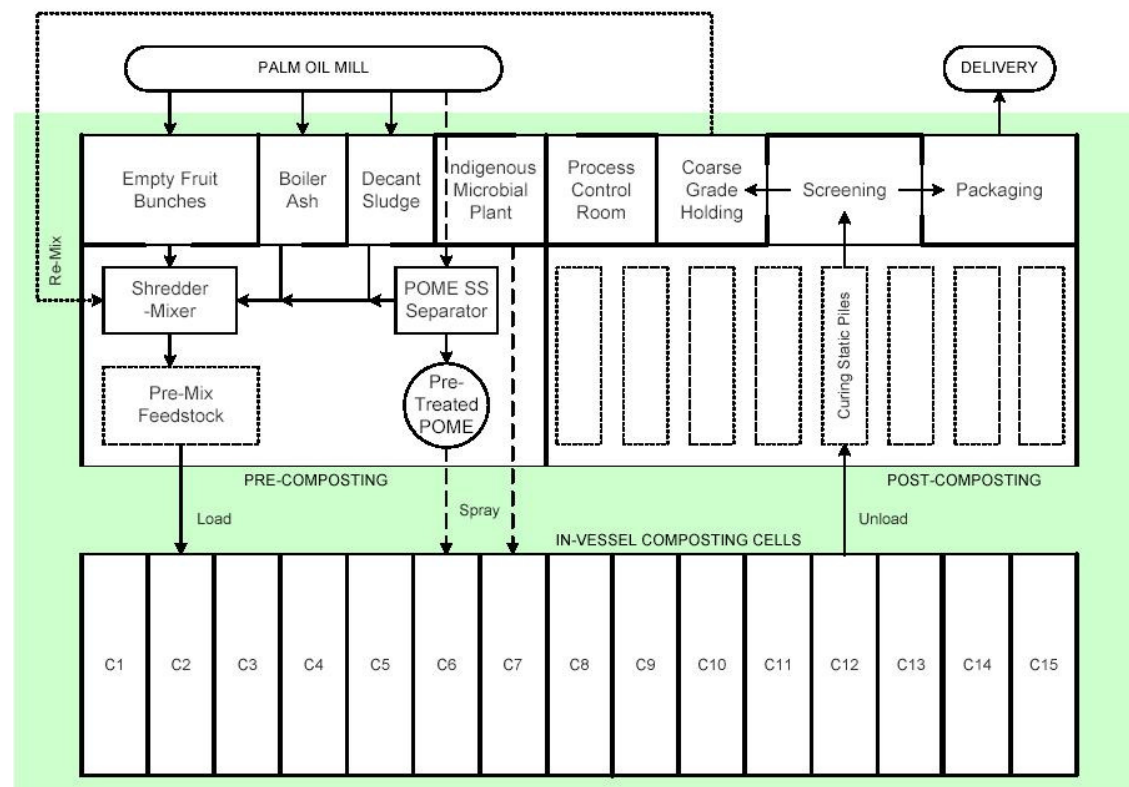 PALM OIL MILL
DELIVERY
Empty Fruit
Bunches
Boiler
Ash
Decant
Sludge
Indigenous
Microbial
Plant
Process
Control
Room
Coarse
Grade
Holding
Screening
Packaging
Re-Mix
Shredder
-Mixer
POME SS
Separator
Pre-Mix
Feedstock
Pre-
Treated
POME
Curing Static Piles
PRE-COMPOSTING
POST-COMPOSTING
Load
Spray
Unload
IN-VESSEL COMPOSTING CELLS
C1
C2
C3
C4
C5
C6
C7
C8
C9
C10
C11
C12
C13
C14
C15